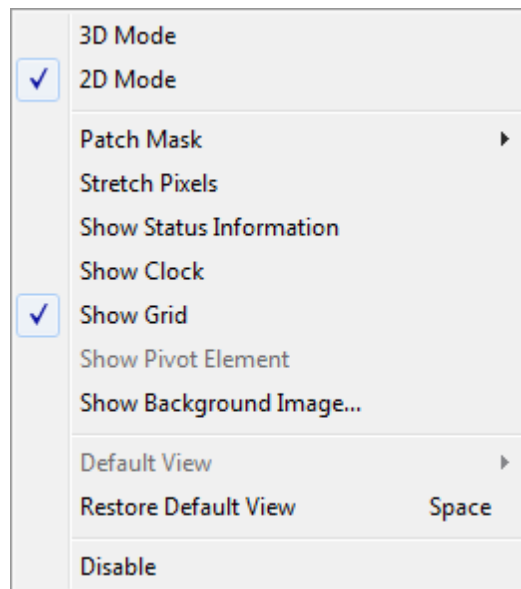 3D Mode
2D Mode
Patch Mask
Stretch Pixels
Show Status Information
Show Clock
Show Grid
Show Pivot Element
Show Background Image...
Default View
Restore Default View Space
Disable